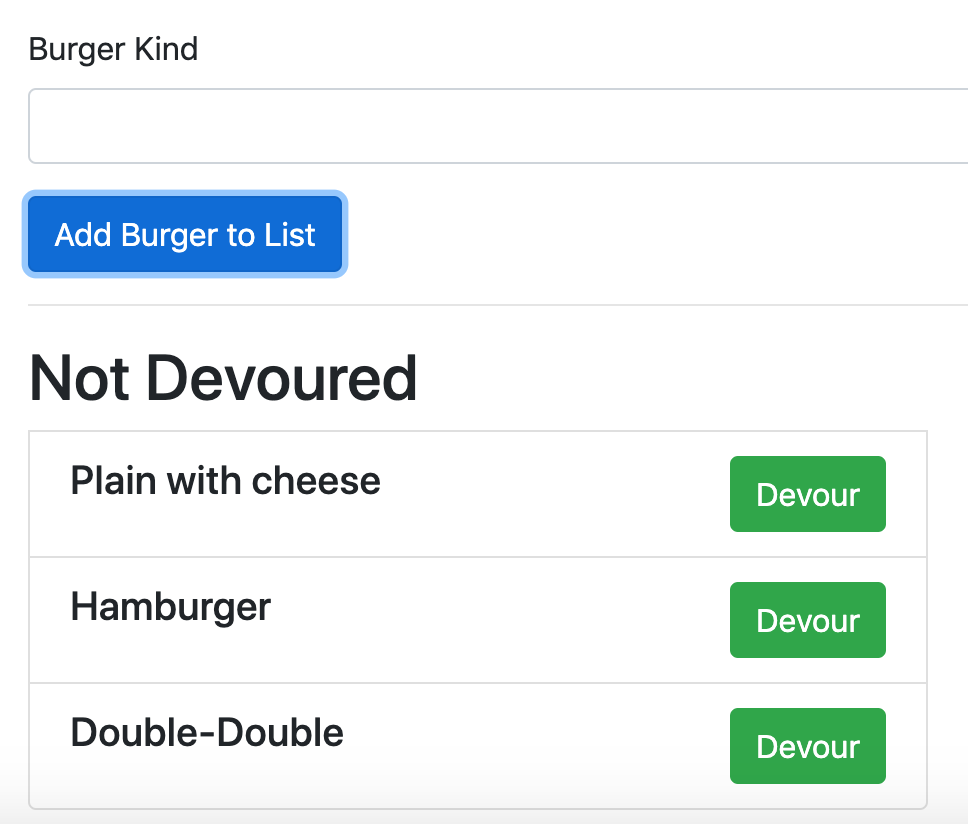 Burger Kind
Add Burger to List
Not Devoured
Plain with cheese
Devour
Hamburger
Devour
Double-Double
Devour